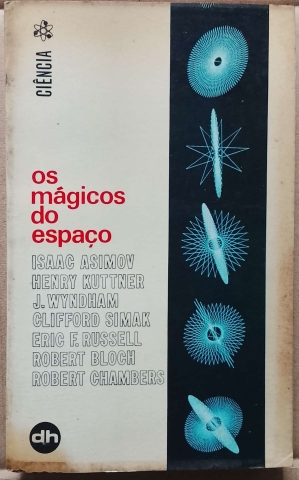 CIÊNCIA
os
mágicos
do
espaço
ISAAC ASIMOV
HENRY KUTTNER
J. WYNDHAM
CLIFFORD SIMAK
ERIC F. RUSSELL
ROBERT BLOCH
ROBERT CHAMBERS
dh